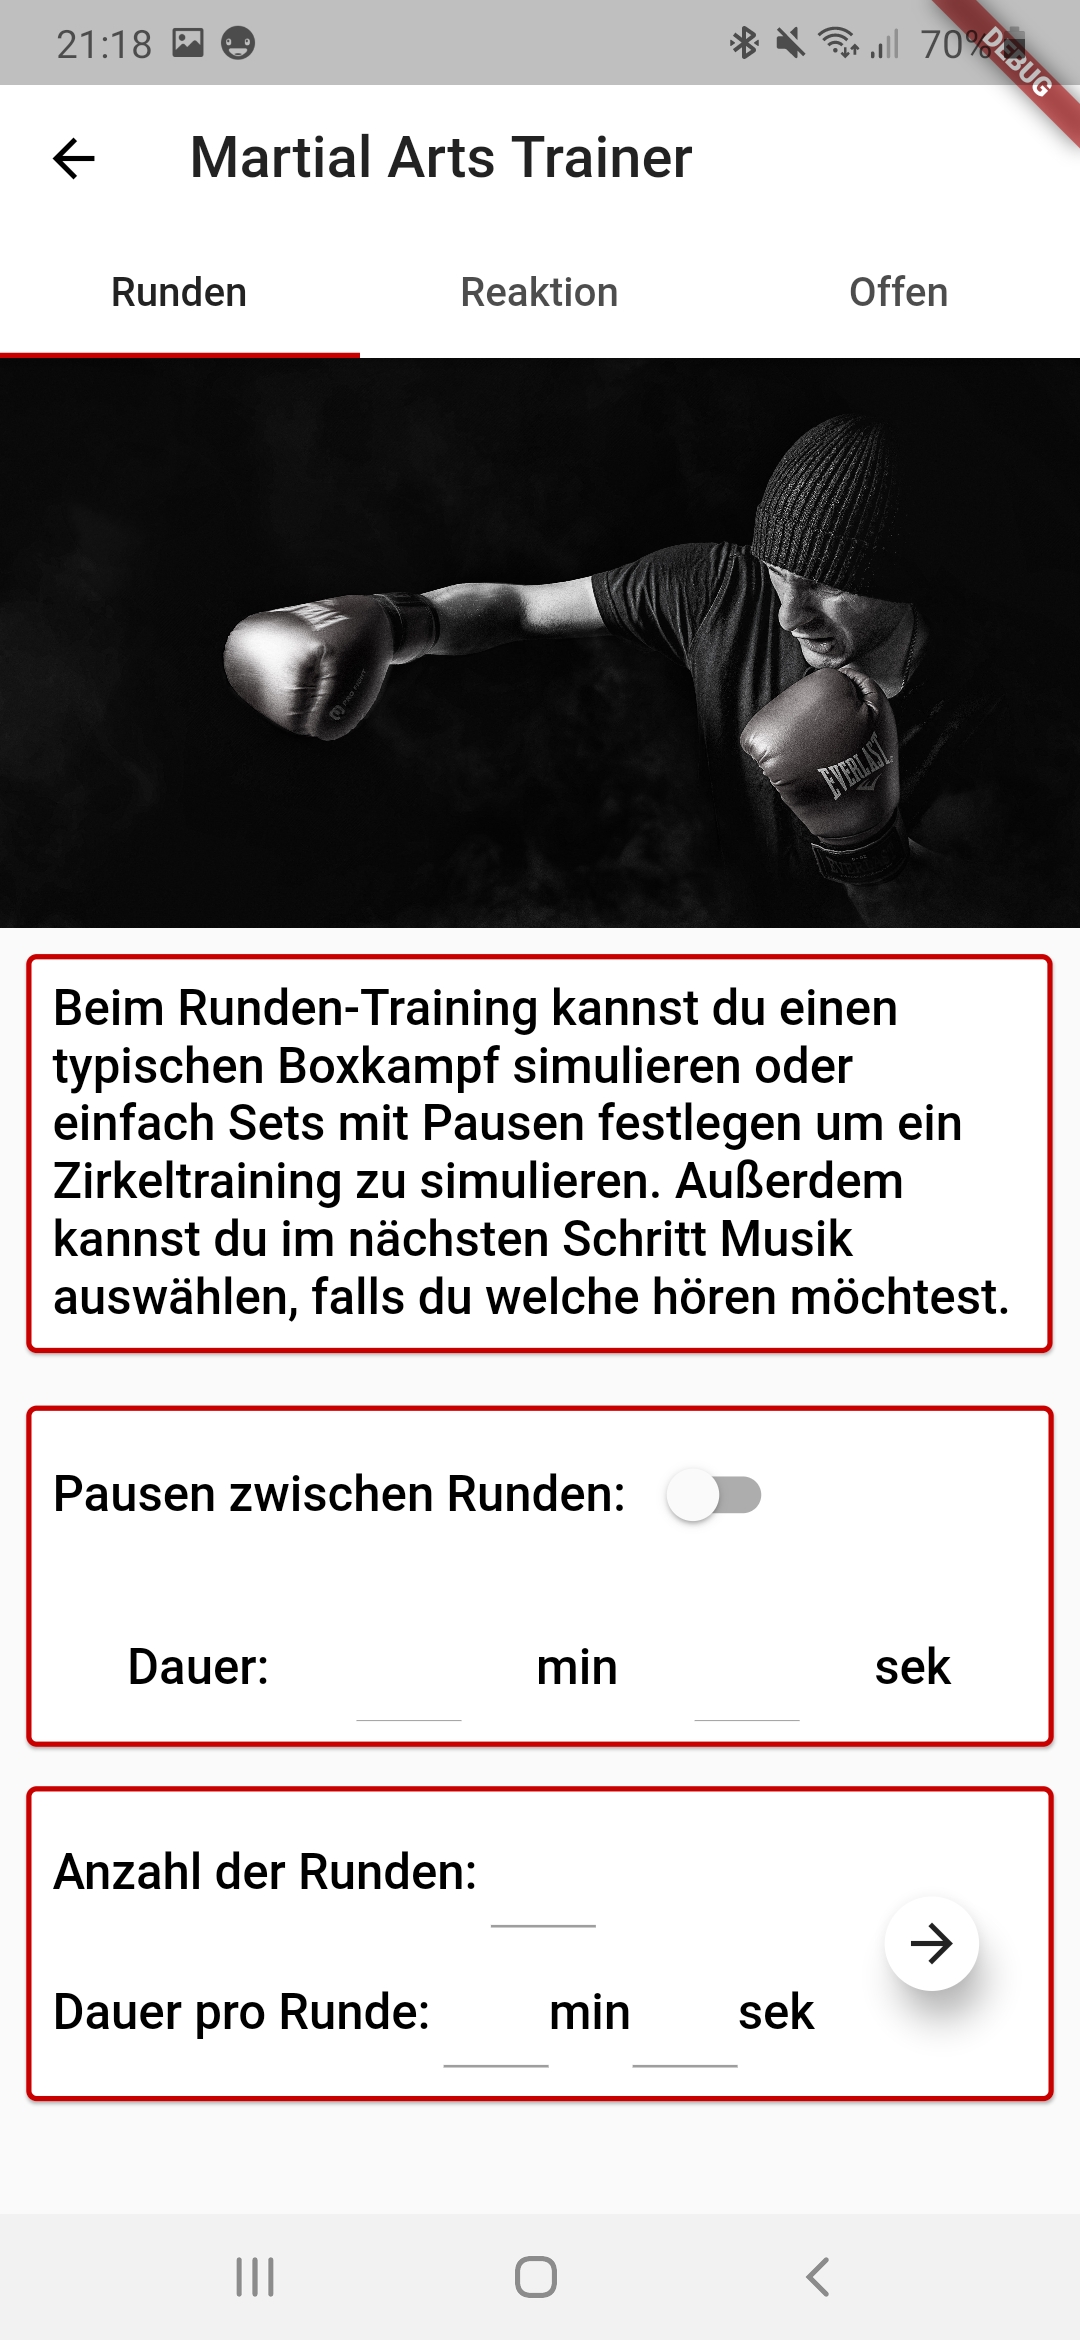 21:18
70%
DEBUG
Martial Arts Trainer
Runden
Reaktion
Offen
EVERLAST
Beim Runden-Training kannst du einen
typischen Boxkampf simulieren oder
einfach Sets mit Pausen festlegen um ein
Zirkeltraining zu simulieren. Außerdem
kannst du im nächsten Schritt Musik
auswählen, falls du welche hören möchtest.
Pausen zwischen Runden:
Dauer: min sek
Anzahl der Runden:
Dauer pro Runde: min sek